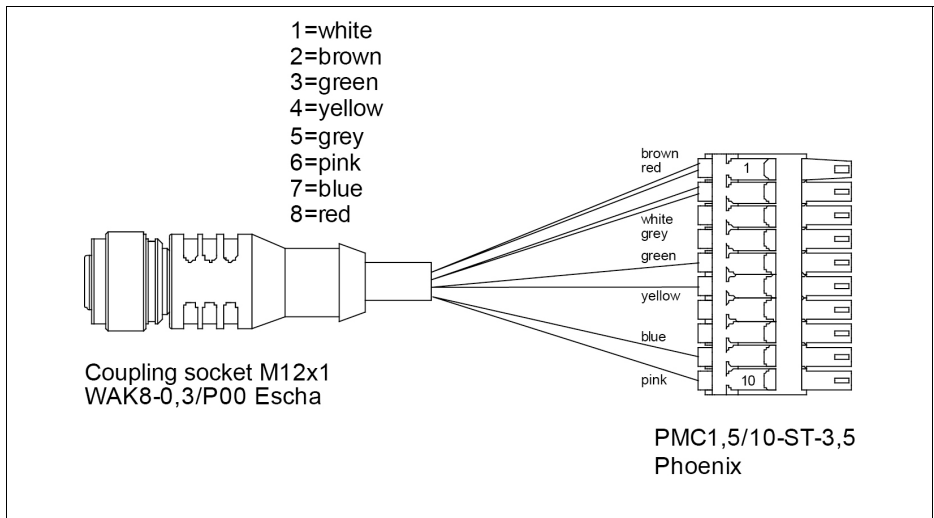 1=white
2=brown
3=green
4=yellow
5=grey
6=pink
7=blue
8=red
brown
red
1
white
grey
green
yellow
blue
pink
10
Coupling socket M12x1
WAK8-0,3/P00 Escha
PMC1,5/10-ST-3,5
Phoenix